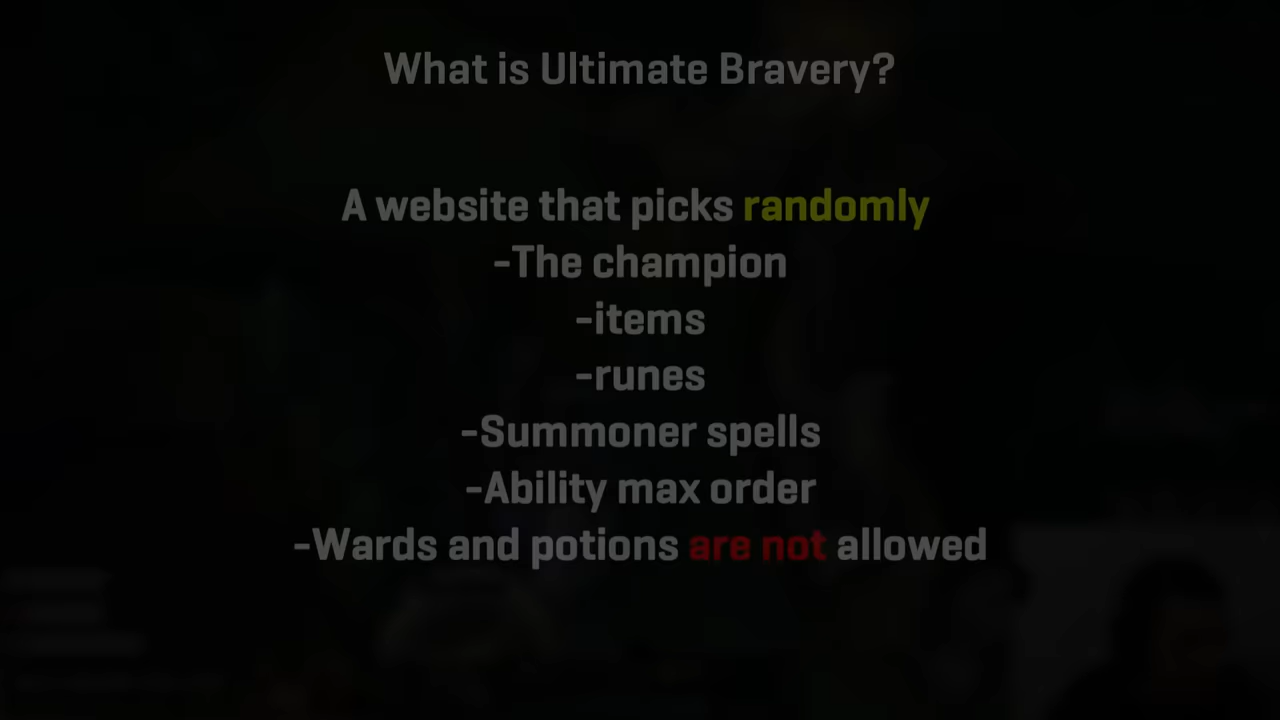 What is Ultimate Bravery?
A website that picks randomly
-The champion
-items
-runes
-Summoner spells
-Ability max order
-Wards and potions are not allowed